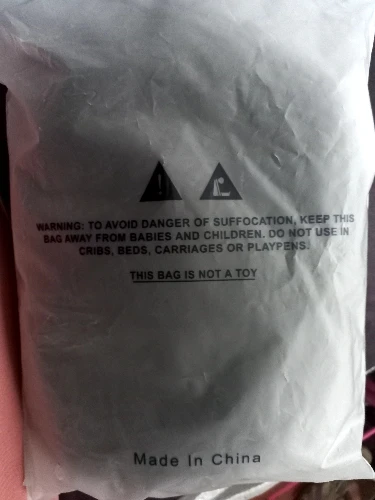 WARNING: TO AVOID DANGER OF SUFFOCATION, KEEP THIS
BAG AWAY FROM BABIES AND CHILDREN. DO NOT USE IN
CRIBS, BEDS, CARRIAGES OR PLAYPENS.
THIS BAG IS NOT A TOY
Made In China